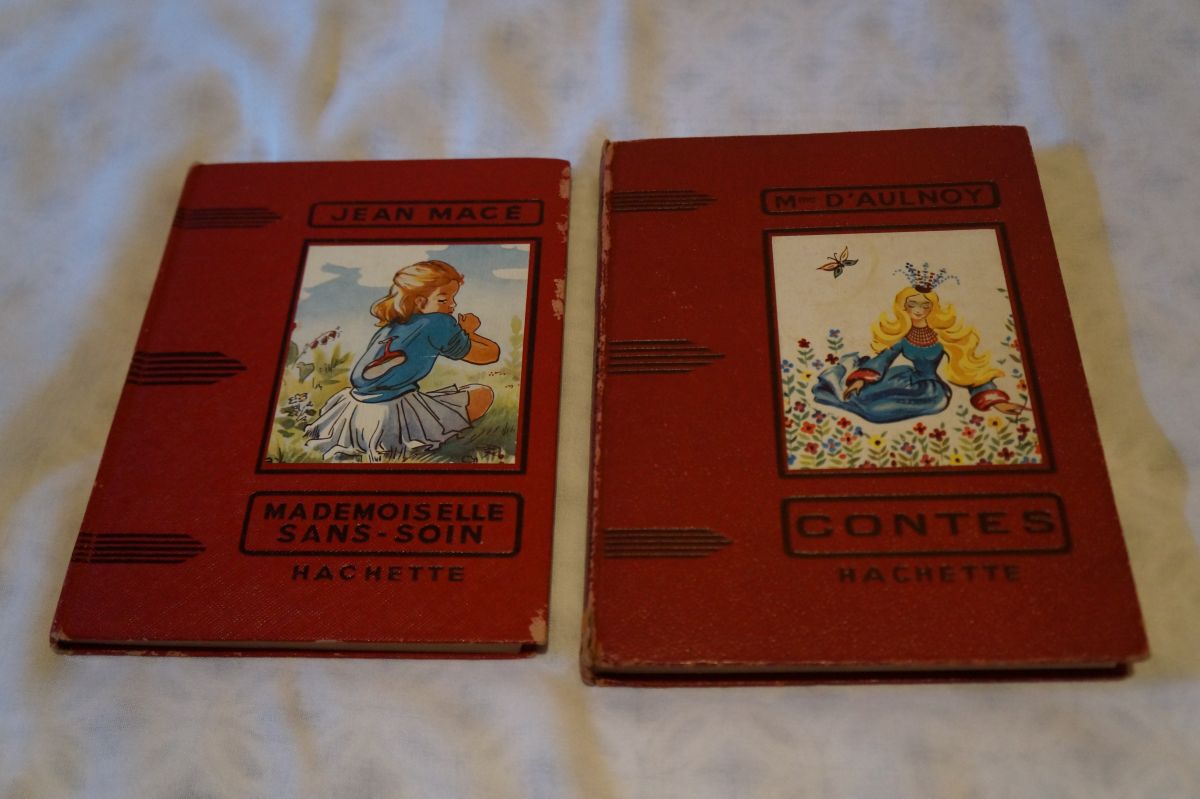 JEAN MACÉ
MADEMOISELLE
SANS-SOIN
HACHETTE
Mme D'AULNOY
CONTES
HACHETTE